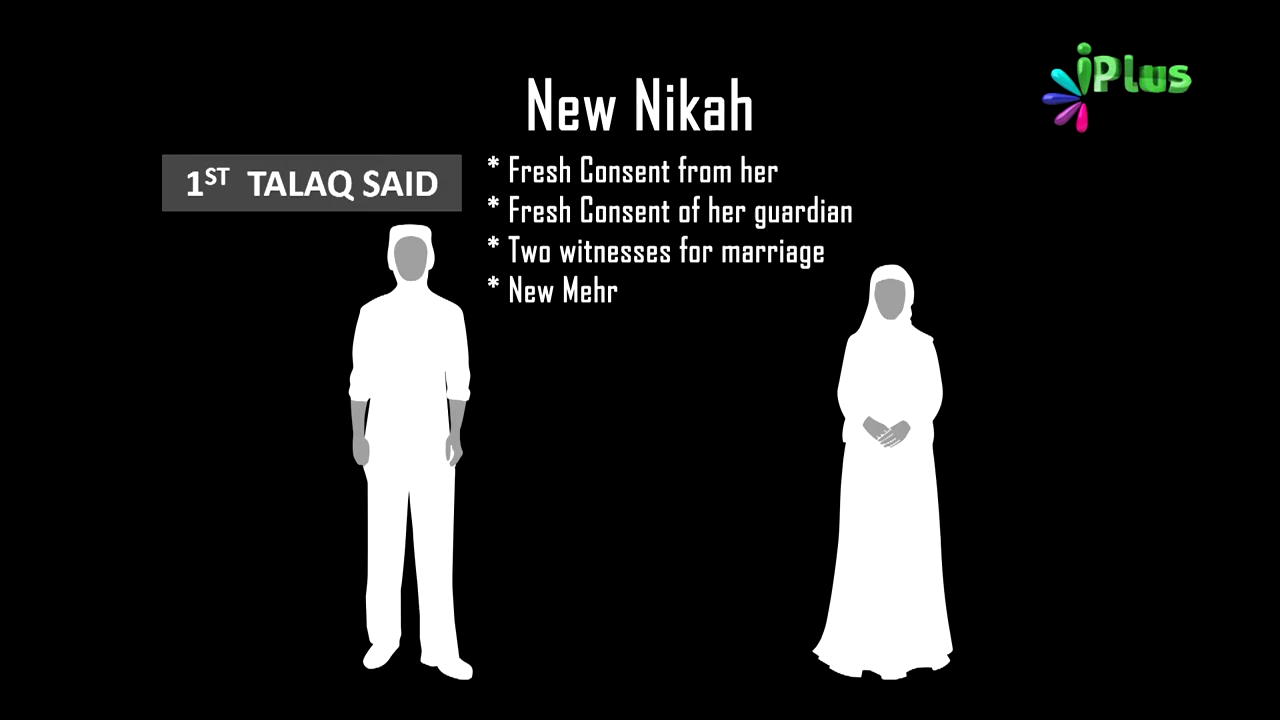 iPlus
New Nikah
1ST TALAQ SAID
* Fresh Consent from her
* Fresh Consent of her guardian
* Two witnesses for marriage
* New Mehr